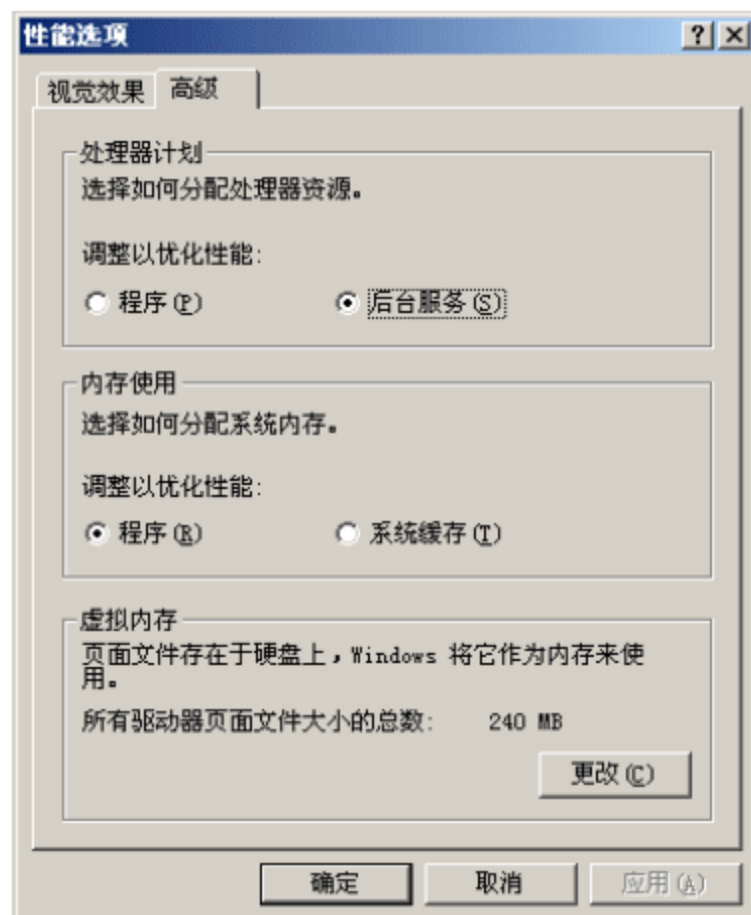 性能选项
视觉效果 高级
处理器计划
选择如何分配处理器资源。
调整以优化性能:
程序(P) 后台服务(S)
内存使用
选择如何分配系统内存。
调整以优化性能:
程序(R) 系统缓存(T)
虚拟内存
页面文件存在于硬盘上，Windows 将它作为内存来使
用。
所有驱动器页面文件大小的总数: 240 MB
更改(C)
确定 取消 应用(A)